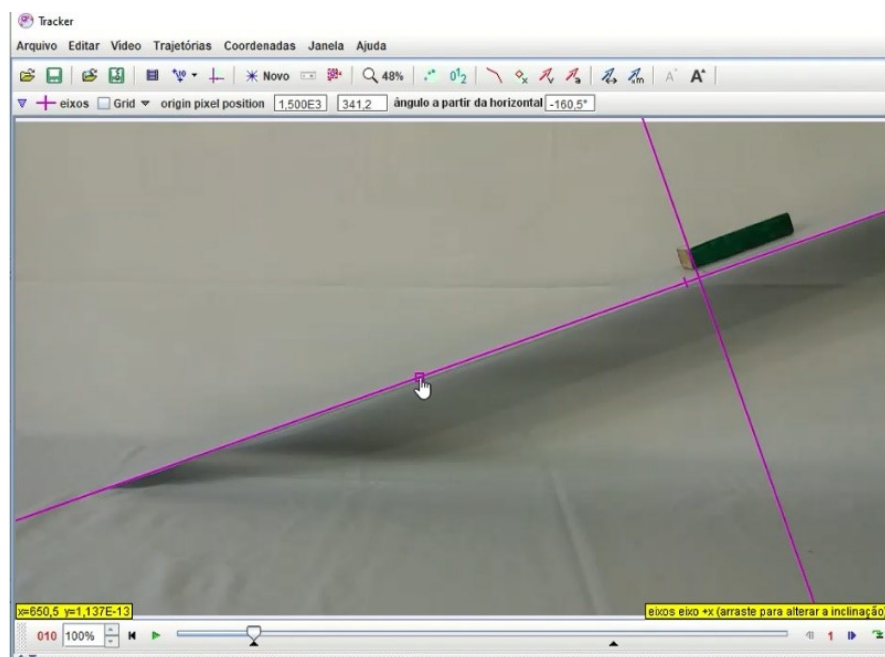 Tracker
Arquivo Editar Vídeo Trajetórias Coordenadas Janela Ajuda
Novo 48%
eixos Grid origin pixel position 1,500E3 341,2 ângulo a partir da horizontal -160,5°
x=650,5 y=1,137E-13 eixos eixo +x (arraste para alterar a inclinação)
010 100% 1